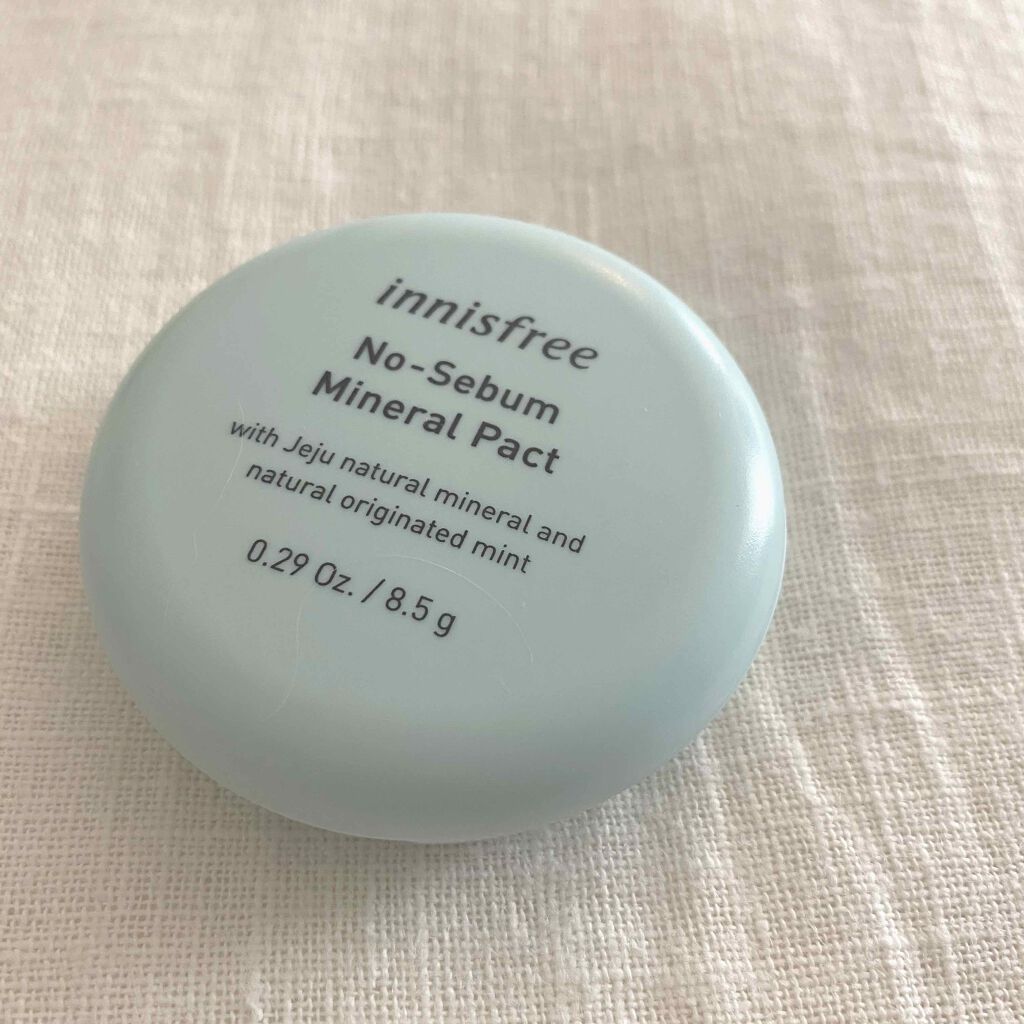 innisfree
No-Sebum
Mineral Pact
with Jeju natural mineral and
natural originated mint
0.29 Oz. / 8.5 g